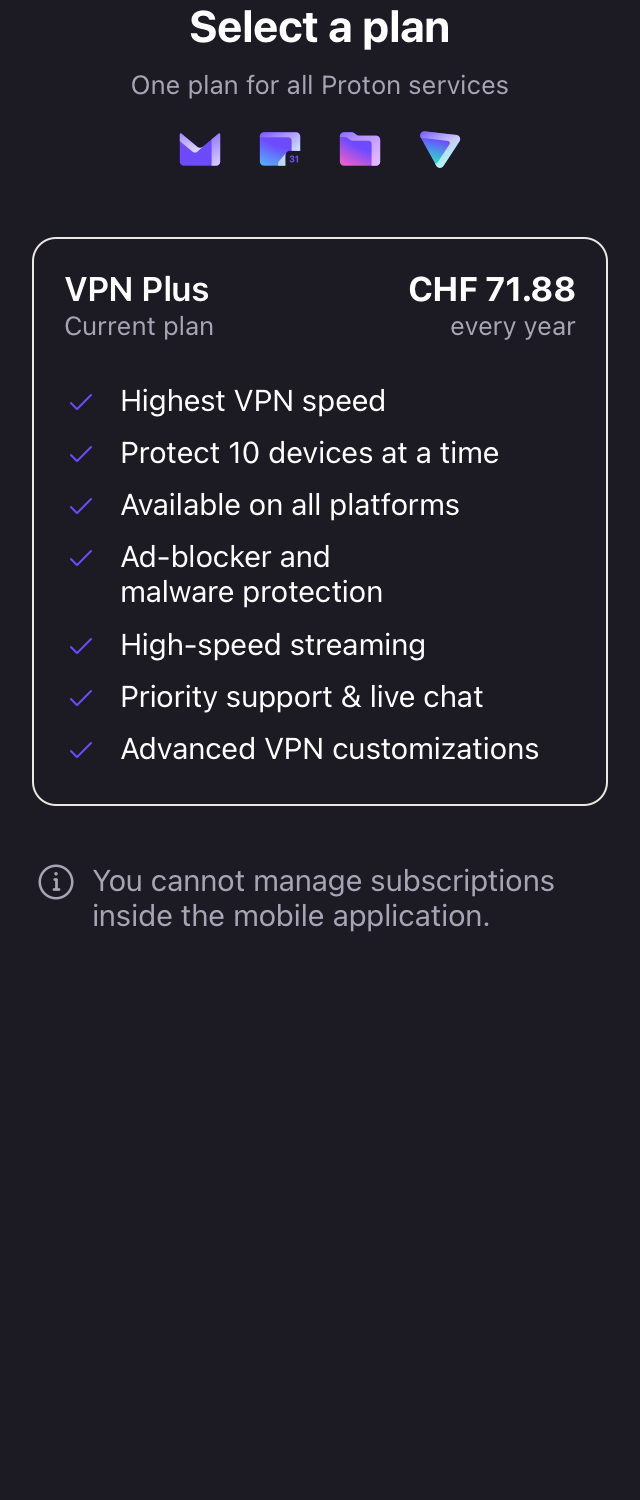 Select a plan
One plan for all Proton services
31
VPN Plus
CHF 71.88
Current plan
every year
Highest VPN speed
Protect 10 devices at a time
Available on all platforms
Ad-blocker and
malware protection
High-speed streaming
Priority support & live chat
Advanced VPN customizations
You cannot manage subscriptions
inside the mobile application.